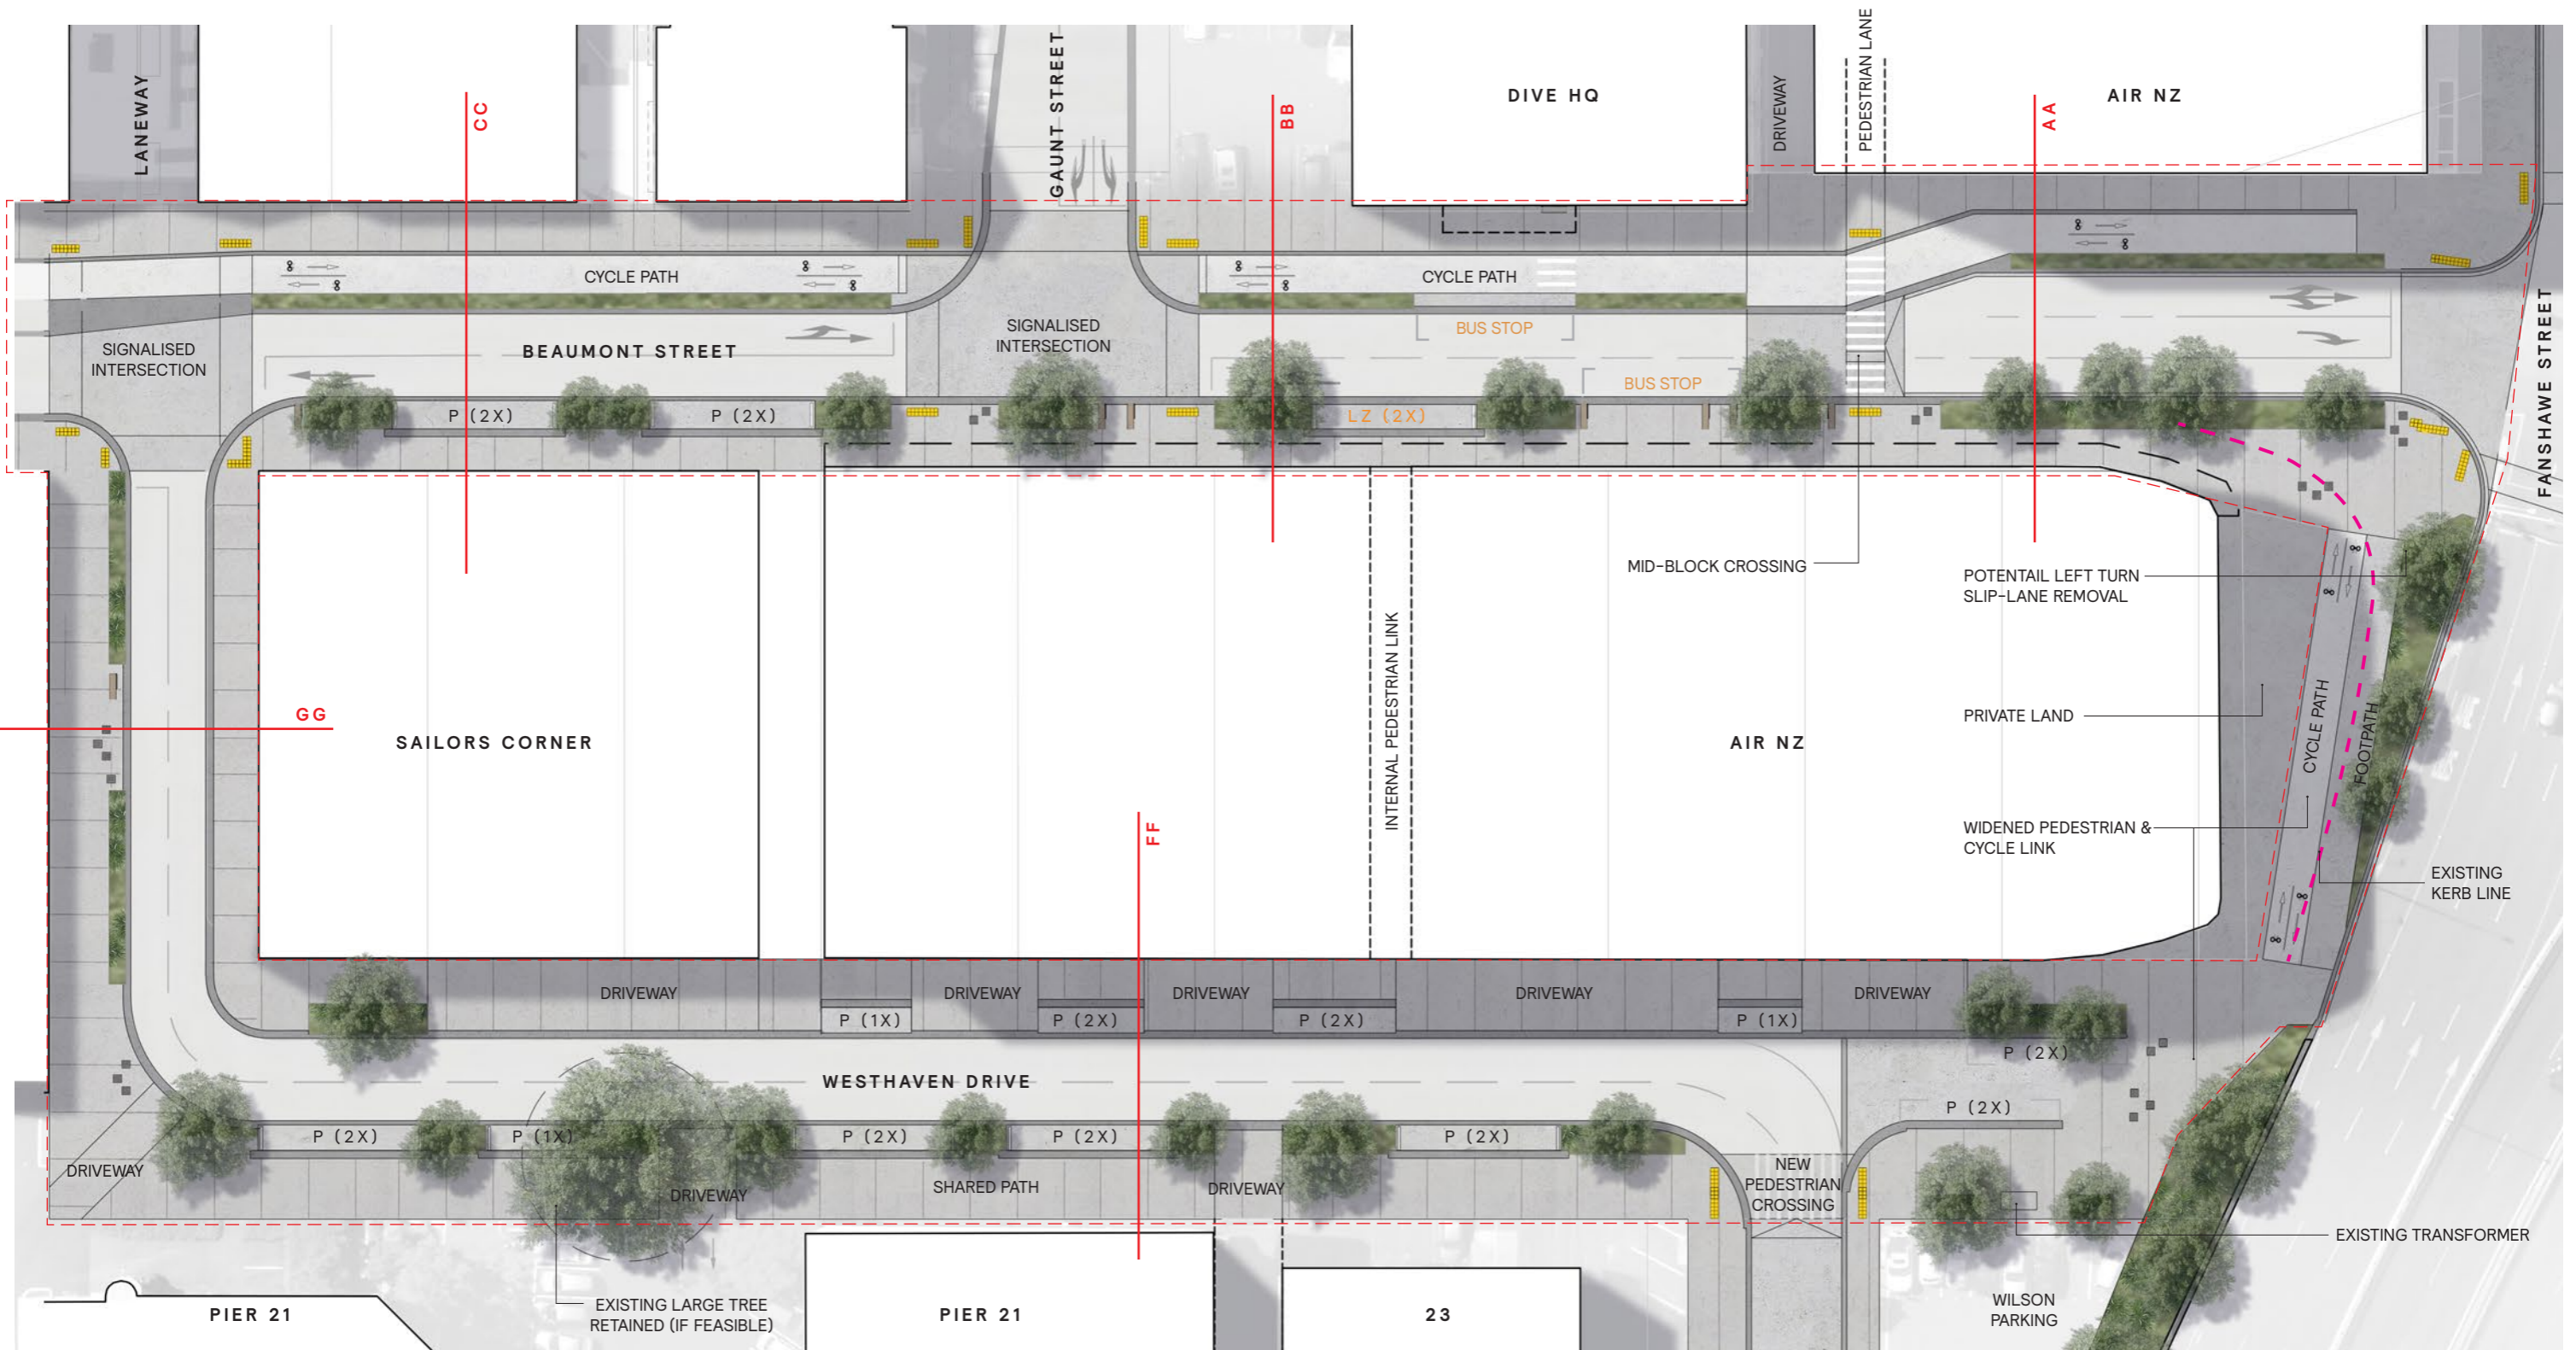 LANEWAY
CC
GAUNT STREET
BB
DIVE HQ
DRIVEWAY
PEDESTRIAN LANE
AA
AIR NZ
CYCLE PATH
CYCLE PATH
SIGNALISED
INTERSECTION
BEAUMONT STREET
SIGNALISED
INTERSECTION
BUS STOP
BUS STOP
FANSHAWE STREET
P (2X)
P (2X)
LZ (2X)
MID-BLOCK CROSSING
POTENTAIL LEFT TURN
SLIP-LANE REMOVAL
INTERNAL PEDESTRIAN LINK
GG
SAILORS CORNER
AIR NZ
PRIVATE LAND
CYCLE PATH
FOOTPATH
FF
WIDENED PEDESTRIAN &
CYCLE LINK
EXISTING
KERB LINE
DRIVEWAY
DRIVEWAY
DRIVEWAY
DRIVEWAY
DRIVEWAY
P (1X)
P (2X)
P (2X)
P (1X)
P (2X)
WESTHAVEN DRIVE
P (2X)
P (2X)
P (1X)
P (2X)
P (2X)
P (2X)
DRIVEWAY
DRIVEWAY
SHARED PATH
DRIVEWAY
NEW
PEDESTRIAN
CROSSING
EXISTING TRANSFORMER
PIER 21
EXISTING LARGE TREE
RETAINED (IF FEASIBLE)
PIER 21
23
WILSON
PARKING